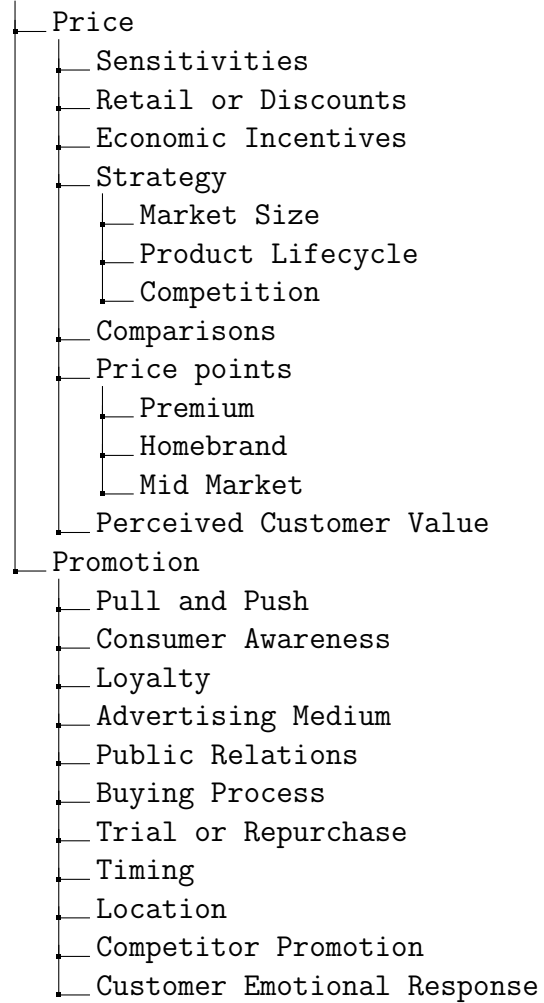 Price
Sensitivities
Retail or Discounts
Economic Incentives
Strategy
Market Size
Product Lifecycle
Competition
Comparisons
Price points
Premium
Homebrand
Mid Market
Perceived Customer Value
Promotion
Pull and Push
Consumer Awareness
Loyalty
Advertising Medium
Public Relations
Buying Process
Trial or Repurchase
Timing
Location
Competitor Promotion
Customer Emotional Response